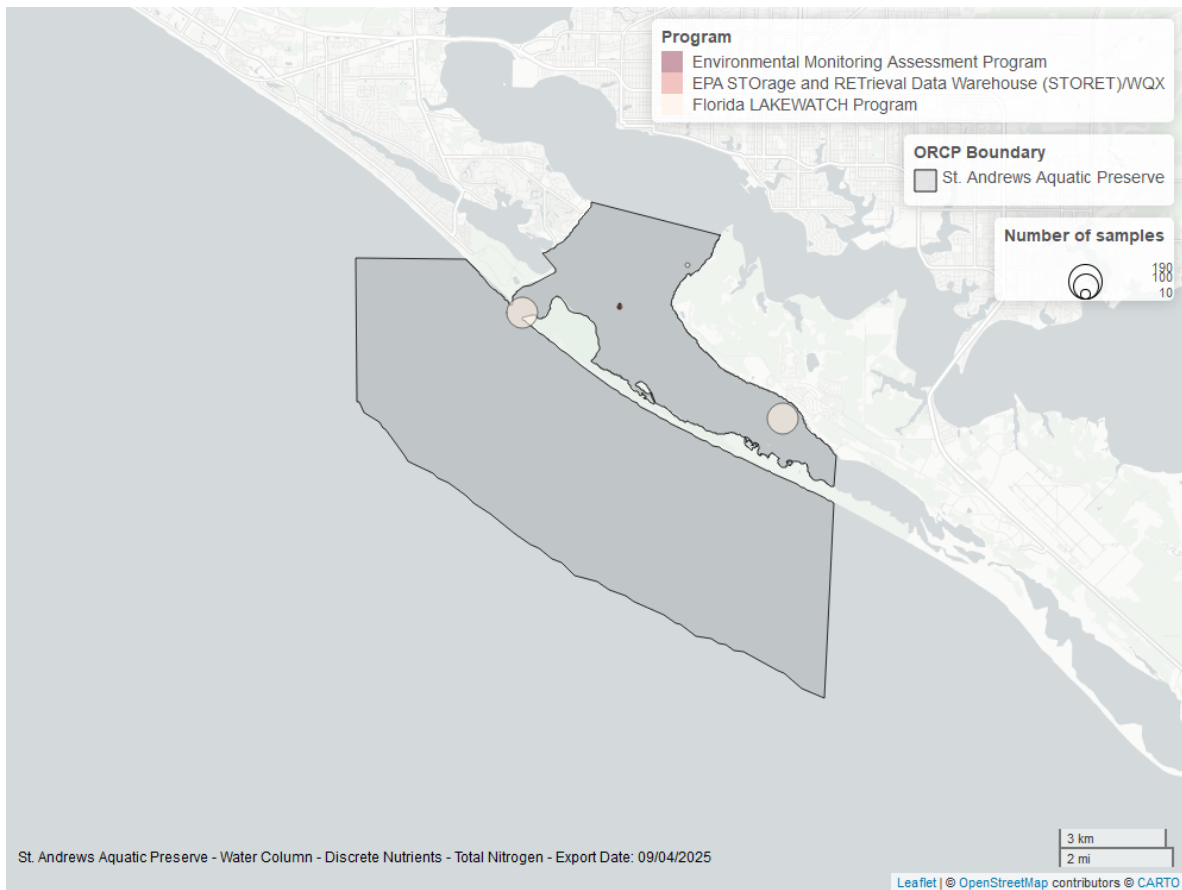 Program
Environmental Monitoring Assessment Program
EPA STOrage and RETrieval Data Warehouse (STORET)/WQX
Florida LAKEWATCH Program
ORCP Boundary
St. Andrews Aquatic Preserve
Number of samples
190
100
10
3 km
2 mi
St. Andrews Aquatic Preserve - Water Column - Discrete Nutrients - Total Nitrogen - Export Date: 09/04/2025
Leaflet | © OpenStreetMap contributors © CARTO